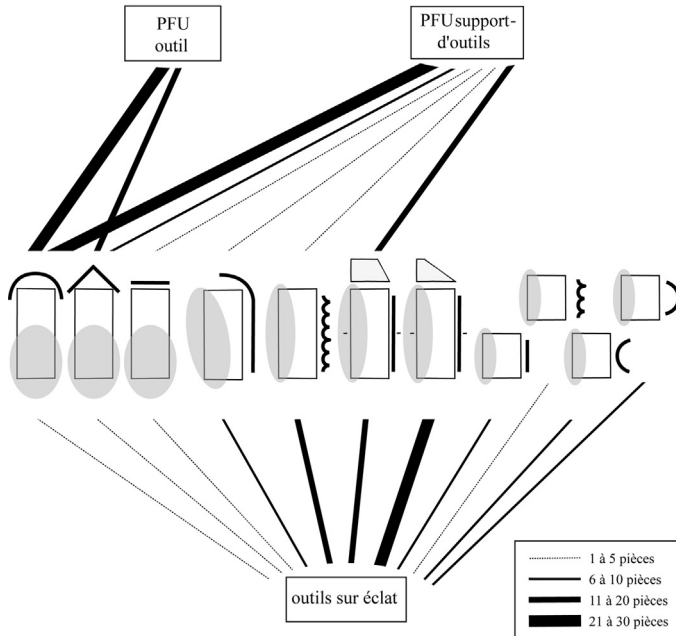 PFU
outil
PFU support-
d'outils
outils sur éclat
1 à 5 pièces
6 à 10 pièces
11 à 20 pièces
21 à 30 pièces